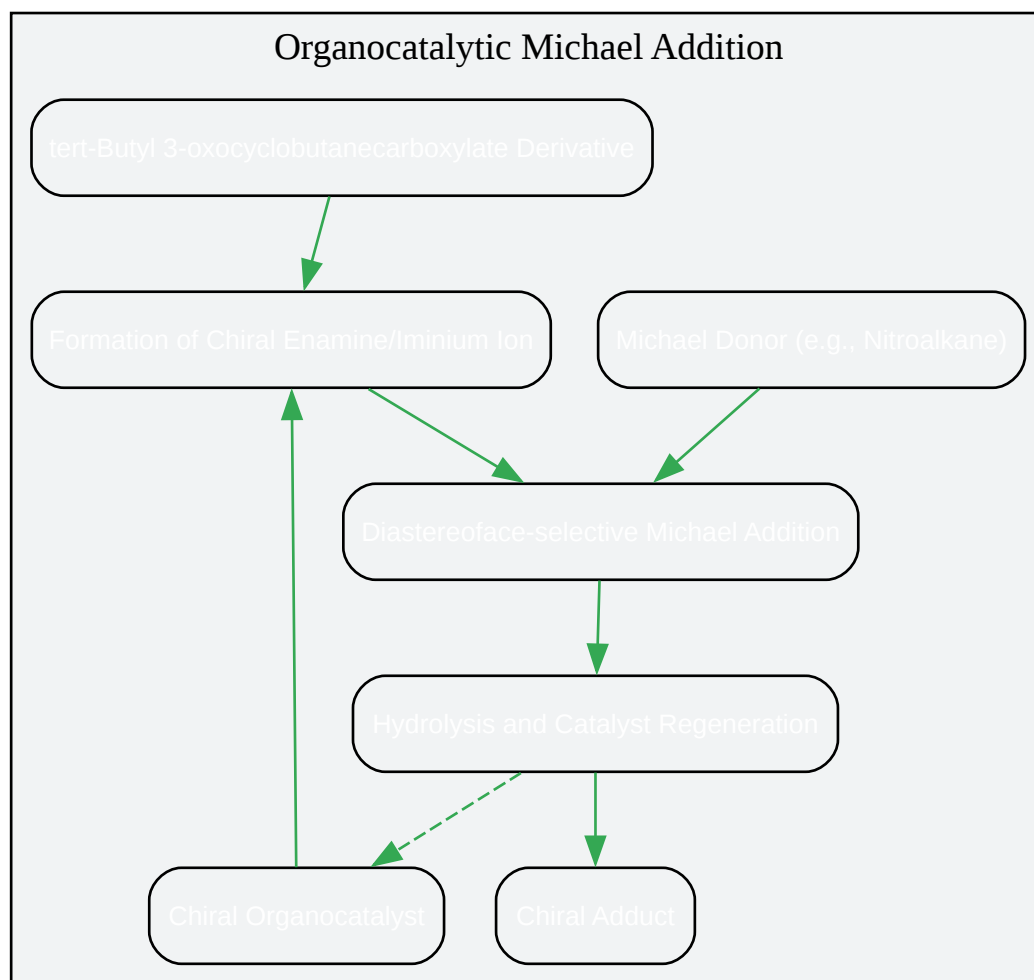 Organocatalytic Michael Addition
tert-Butyl 3-oxocyclobutanecarboxylate Derivative
Formation of Chiral Enamine/Iminium Ion
Michael Donor (e.g., Nitroalkane)
Diastereoface-selective Michael Addition
Hydrolysis and Catalyst Regeneration
Chiral Organocatalyst
Chiral Adduct